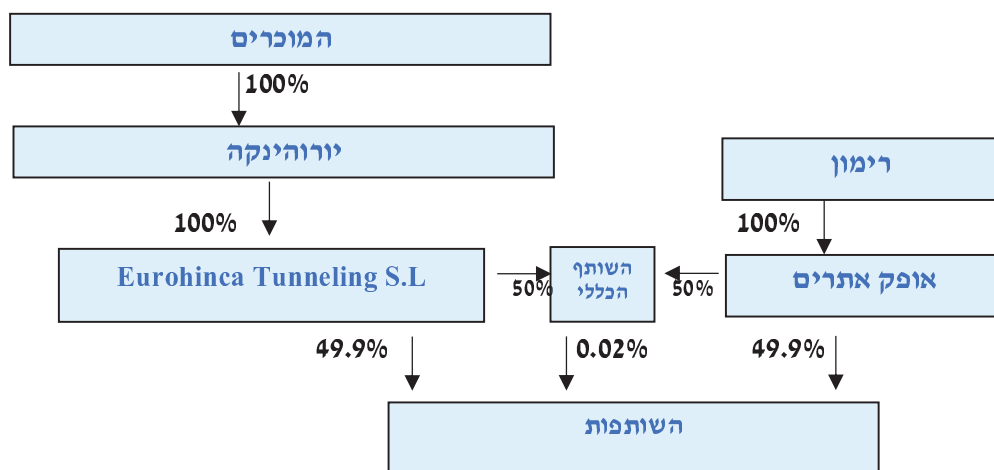 המוכרים
100%
יורוהינקה
רימון
100%
100%
Eurohinca Tunneling S.L
השותף
הכללי
אופק אתרים
50%
50%
49.9%
0.02%
49.9%
השותפות